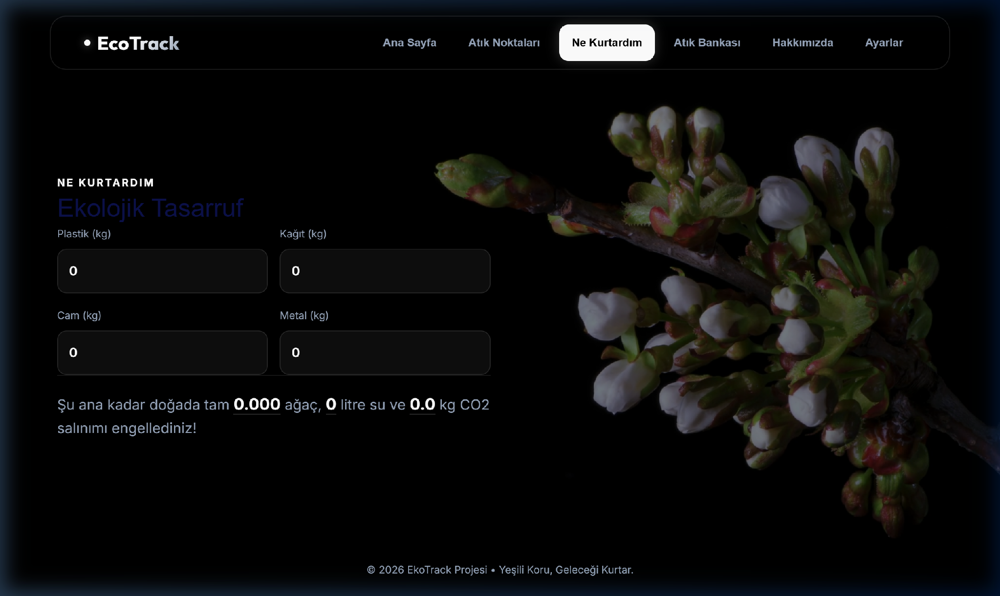 EcoTrack
Ana Sayfa
Atık Noktaları
Ne Kurtardım
Atık Bankası
Hakkımızda
Ayarlar
NE KURTARDIM
Ekolojik Tasarruf
Plastik (kg)
Kağıt (kg)
0
0
Cam (kg)
Metal (kg)
0
0
Şu ana kadar doğada tam 0.000 ağaç, 0 litre su ve 0.0 kg CO2
salınımı engellediniz!
© 2026 EkoTrack Projesi • Yeşili Koru, Geleceği Kurtar.